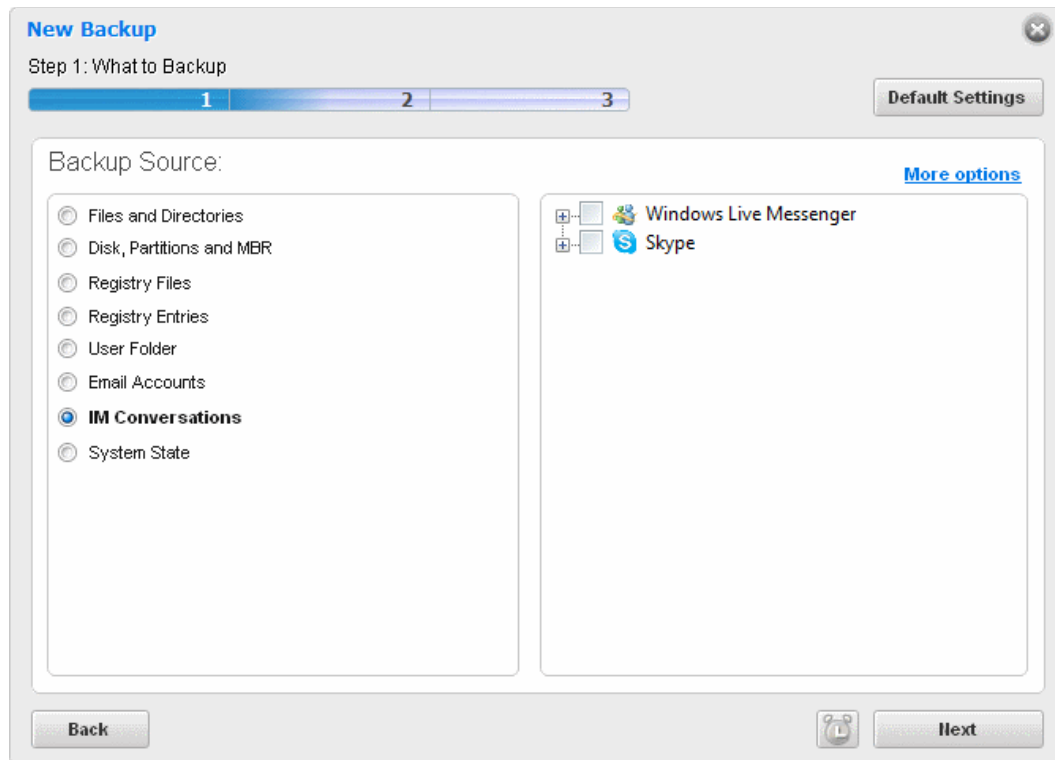 New Backup
Step 1: What to Backup
1 2 3
Default Settings
Backup Source:
More options
Files and Directories
Disk, Partitions and MBR
Registry Files
Registry Entries
User Folder
Email Accounts
IM Conversations
System State
Windows Live Messenger
Skype
Back
Next